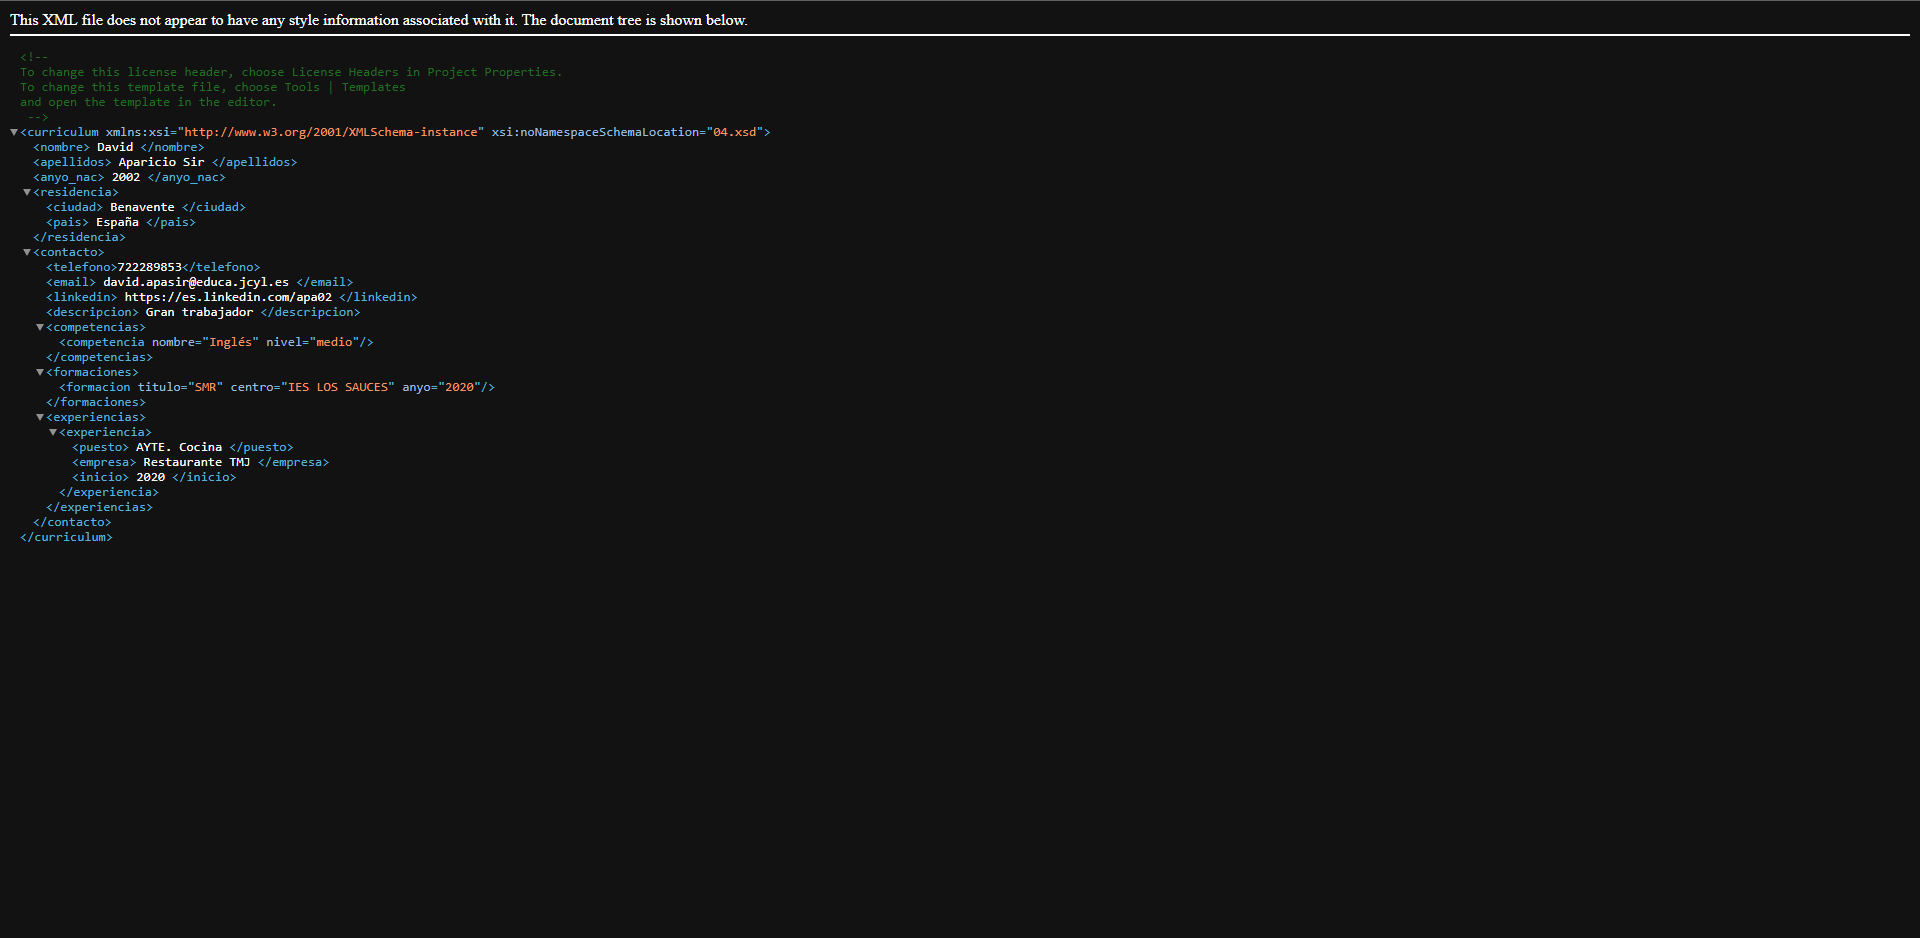 This XML file does not appear to have any style information associated with it. The document tree is shown below.
<!--
To change this license header, choose License Headers in Project Properties.
To change this template file, choose Tools | Templates
and open the template in the editor.
-->
▼<curriculum xmlns:xsi="http://www.w3.org/2001/XMLSchema-instance" xsi:noNamespaceSchemaLocation="04.xsd">
<nombre> David </nombre>
<apellidos> Aparicio Sir </apellidos>
<anyo_nac> 2002 </anyo_nac>
▼<residencia>
<ciudad> Benavente </ciudad>
<pais> España </pais>
</residencia>
▼<contacto>
<telefono>722289853</telefono>
<email> david.apasir@educa.jcyl.es </email>
<linkedin> https://es.linkedin.com/apa02 </linkedin>
<descripcion> Gran trabajador </descripcion>
▼<competencias>
<competencia nombre="Inglés" nivel="medio"/>
</competencias>
▼<formaciones>
<formacion titulo="SMR" centro="IES LOS SAUCES" anyo="2020"/>
</formaciones>
▼<experiencias>
▼<experiencia>
<puesto> AYTE. Cocina </puesto>
<empresa> Restaurante TMJ </empresa>
<inicio> 2020 </inicio>
</experiencia>
</experiencias>
</contacto>
</curriculum>